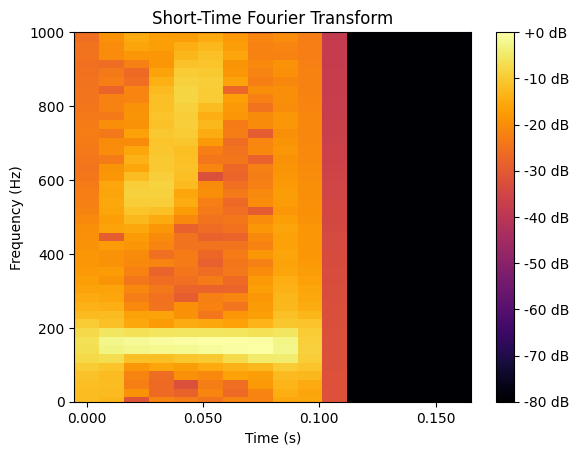 Short-Time Fourier Transform
1000
800
600
400
200
0
Frequency (Hz)
0.000
0.050
0.100
0.150
Time (s)
+0 dB
-10 dB
-20 dB
-30 dB
-40 dB
-50 dB
-60 dB
-70 dB
-80 dB